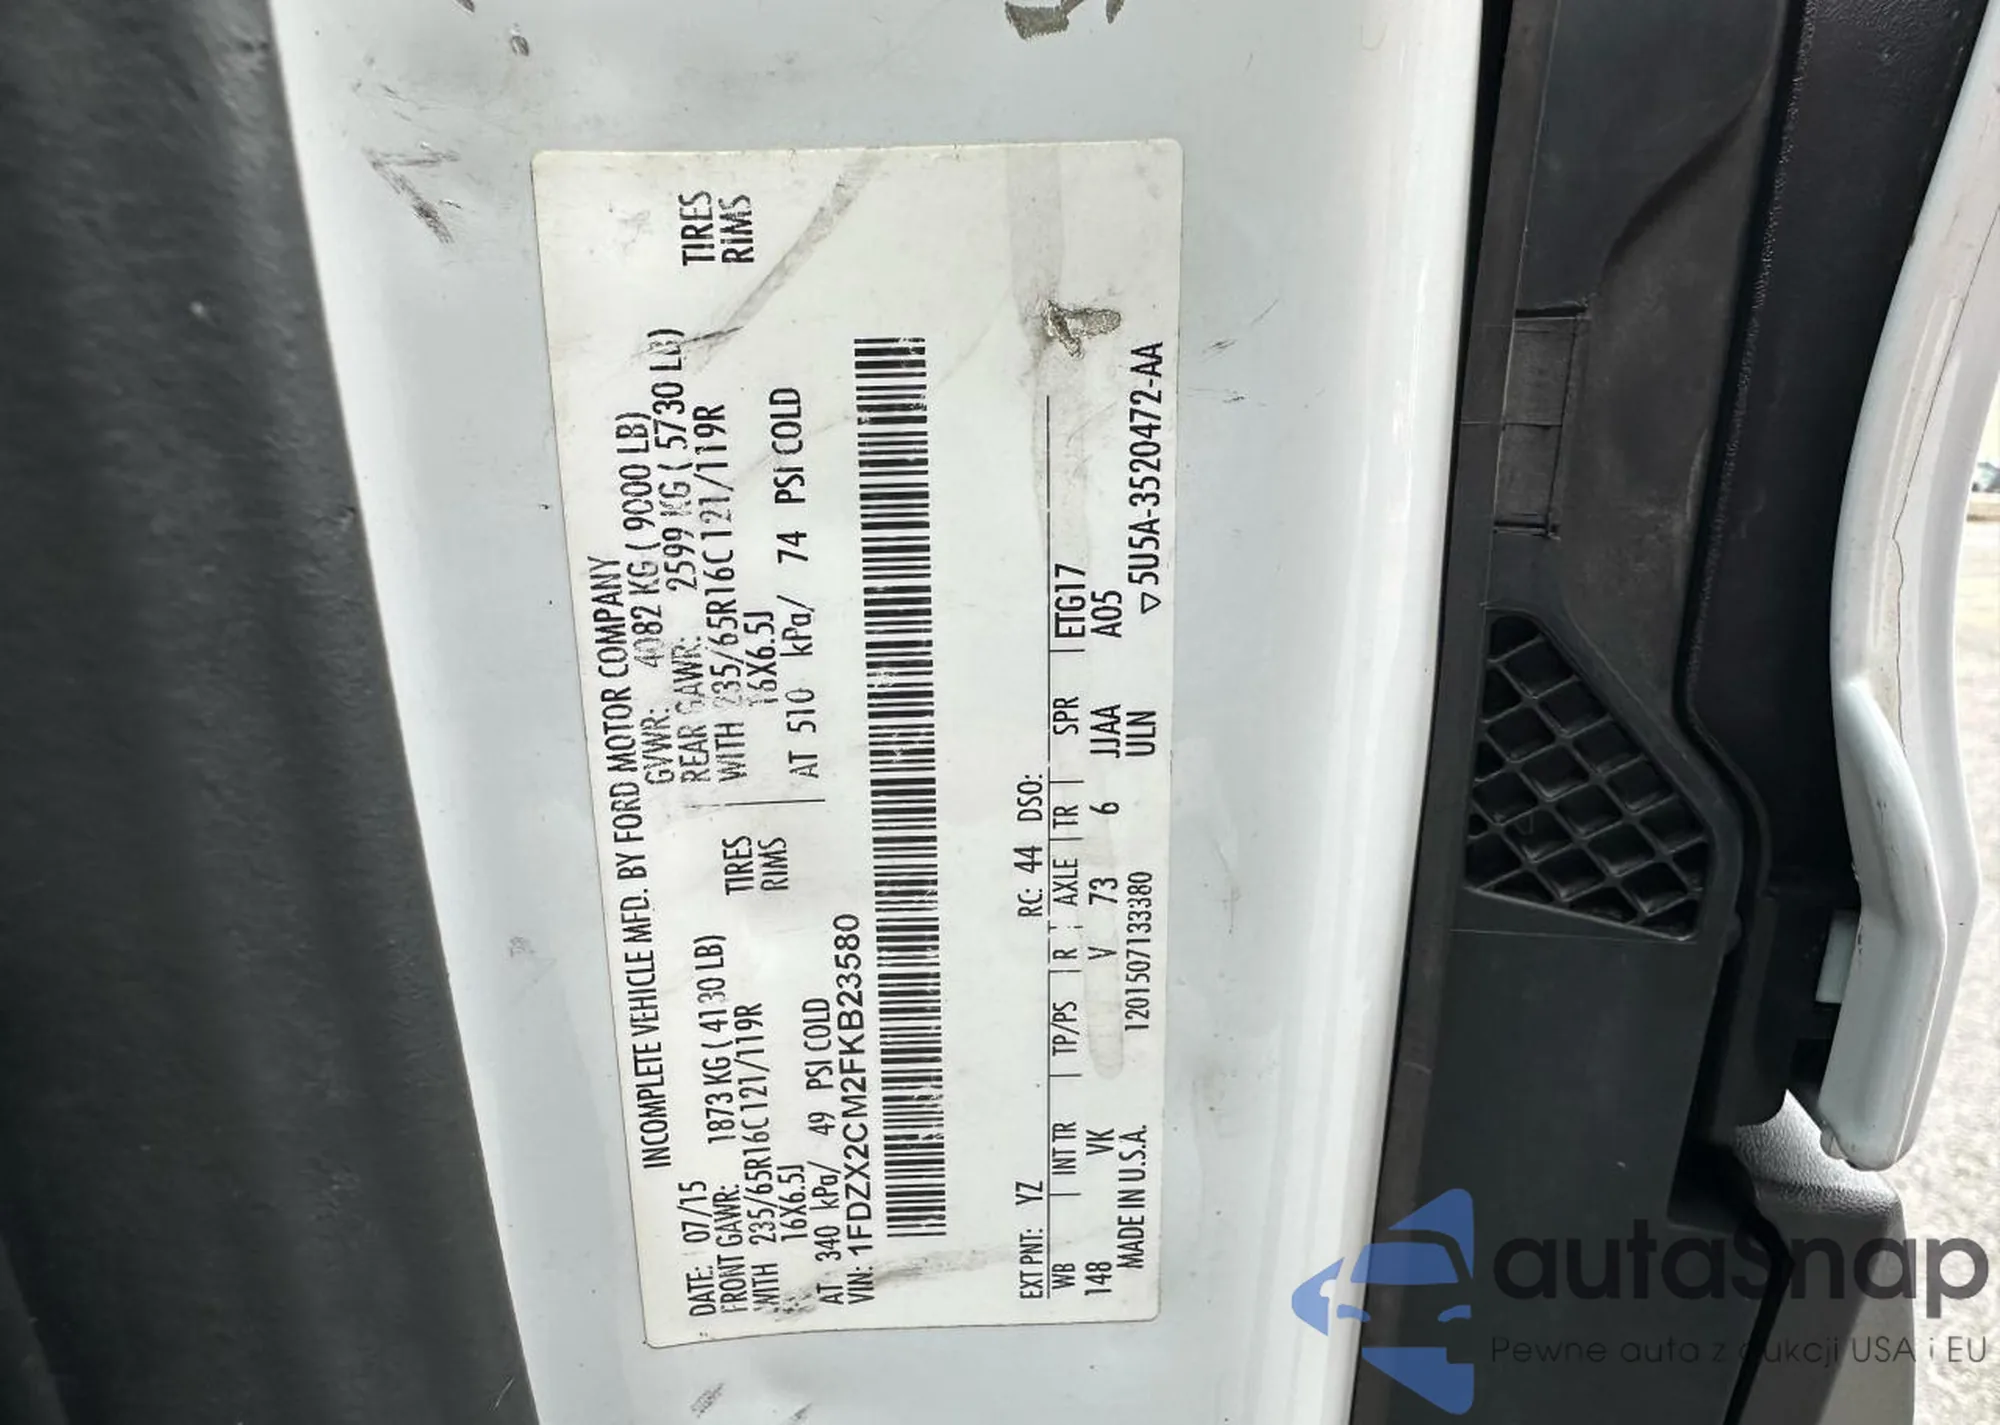 INCOMPLETE VEHICLE MFD. BY FORD MOTOR COMPANY
DATE: 07/15 GVWR: 4082 KG ( 9000 LB)
FRONT GAWR: 1873 KG ( 4130 LB) REAR GAWR: 2599 KG ( 5730 LB)
WITH 235/65R16C 121/119R TIRES WITH 235/65R16C 121/119R TIRES
16X6.5J RIMS 16X6.5J RIMS
AT 340 kPa/ 49 PSI COLD AT 510 kPa/ 74 PSI COLD
VIN: 1FDZX2CM2FKB23580
EXT PNT: YZ RC: 44 DSO:
WB | INT TR | TP/PS | R | AXLE | TR | SPR | ETG17
148 VK V 73 6 JJAA A05
ULN
MADE IN U.S.A. 1201507133380 ▽ 5U5A-3520472-AA
autosnap
Pewne auta z aukcji USA i EU